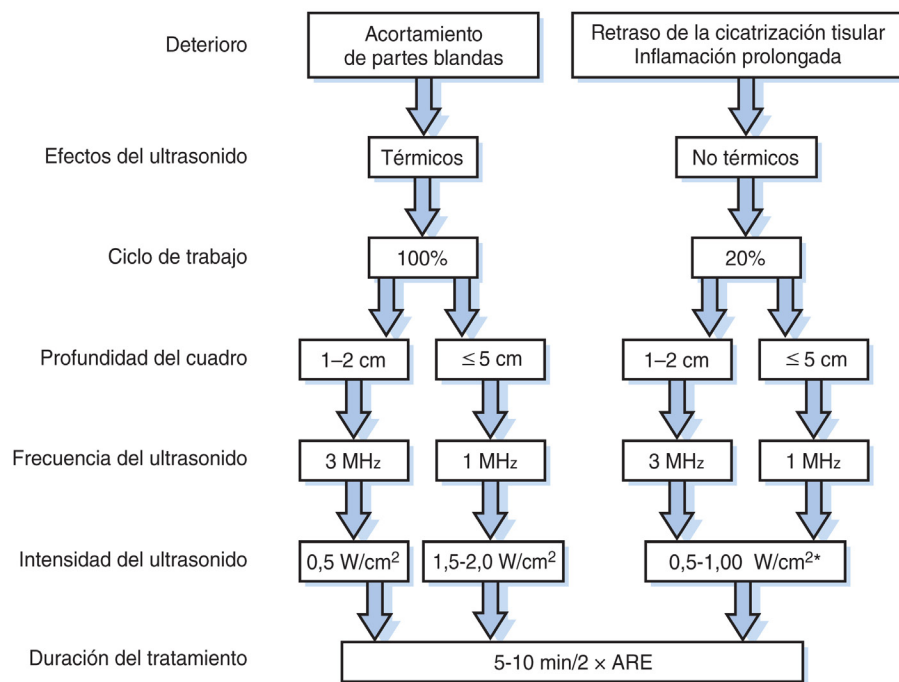 Deterioro
Acortamiento
de partes blandas
Retraso de la cicatrización tisular
Inflamación prolongada
Efectos del ultrasonido
Térmicos
No térmicos
Ciclo de trabajo
100%
20%
Profundidad del cuadro
1–2 cm
≤ 5 cm
1–2 cm
≤ 5 cm
Frecuencia del ultrasonido
3 MHz
1 MHz
3 MHz
1 MHz
Intensidad del ultrasonido
0,5 W/cm²
1,5-2,0 W/cm²
0,5-1,00 W/cm²*
Duración del tratamiento
5-10 min/2 × ARE